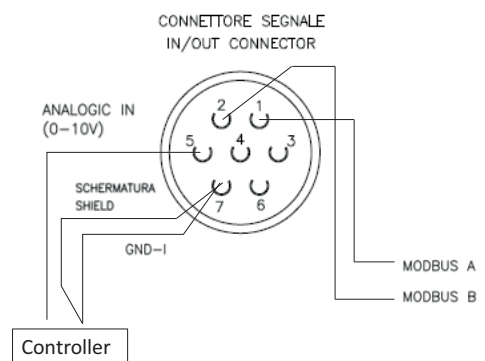 CONNETTORE SEGNALE
IN/OUT CONNECTOR
ANALOGIC IN
(0-10V)
2
1
5
4
3
7
6
SCHERMATURA
SHIELD
GND-I
MODBUS A
MODBUS B
Controller